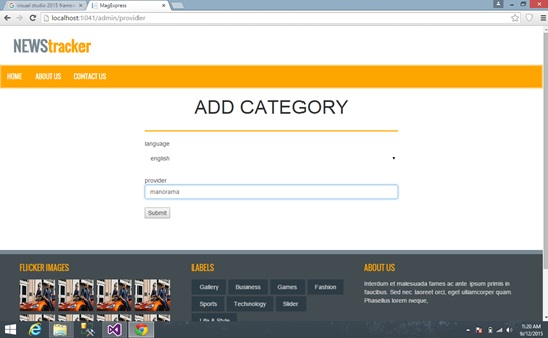 visual studio 2015 framew
MagExpress
localhost:1041/admin/provider
NEWStracker
HOME ABOUT US CONTACT US
ADD CATEGORY
language
english
provider
manorama
Submit
FLICKER IMAGES
LABELS
Gallery Business Games Fashion
Sports Technology Slider
Life & Style
ABOUT US
Interdum et malesuada fames ac ante ipsum primis in
faucibus. Sed nec laoreet orci, eget ullamcorper quam.
Phasellus lorem neque,
11:20 AM
9/12/2015